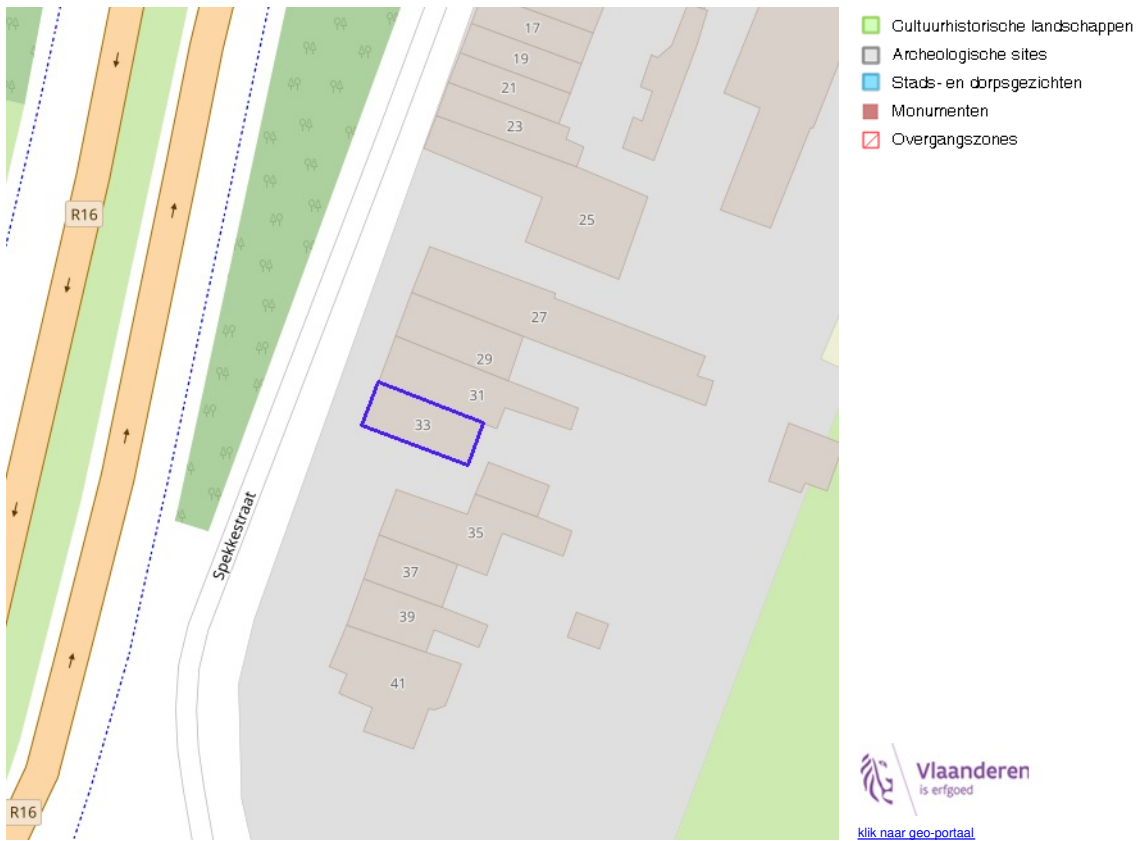 17
19
21
23
25
27
29
31
33
35
37
39
41
R16
R16
Spekkestraat
Cultuurhistorische landschappen
Archeologische sites
Stads- en dorpsgezichten
Monumenten
Overgangszones
Vlaanderen
is erfgoed
klik naar geo-portaal